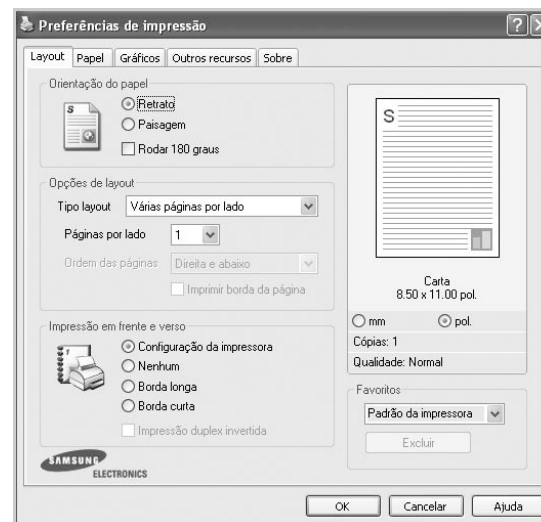 Preferências de impressão
Layout Papel Gráficos Outros recursos Sobre
Orientação do papel
S
Retrato
Paisagem
Rodar 180 graus
Opções de layout
Tipo layout Várias páginas por lado
Páginas por lado 1
Ordem das páginas Direita e abaixo
Imprimir borda da página
Impressão em frente e verso
Configuração da impressora
Nenhum
Borda longa
Borda curta
Impressão duplex invertida
SAMSUNG
ELECTRONICS
S
Carta
8.50 x 11.00 pol.
mm pol.
Cópias: 1
Qualidade: Normal
Favoritos
Padrão da impressora
Excluir
OK Cancelar Ajuda